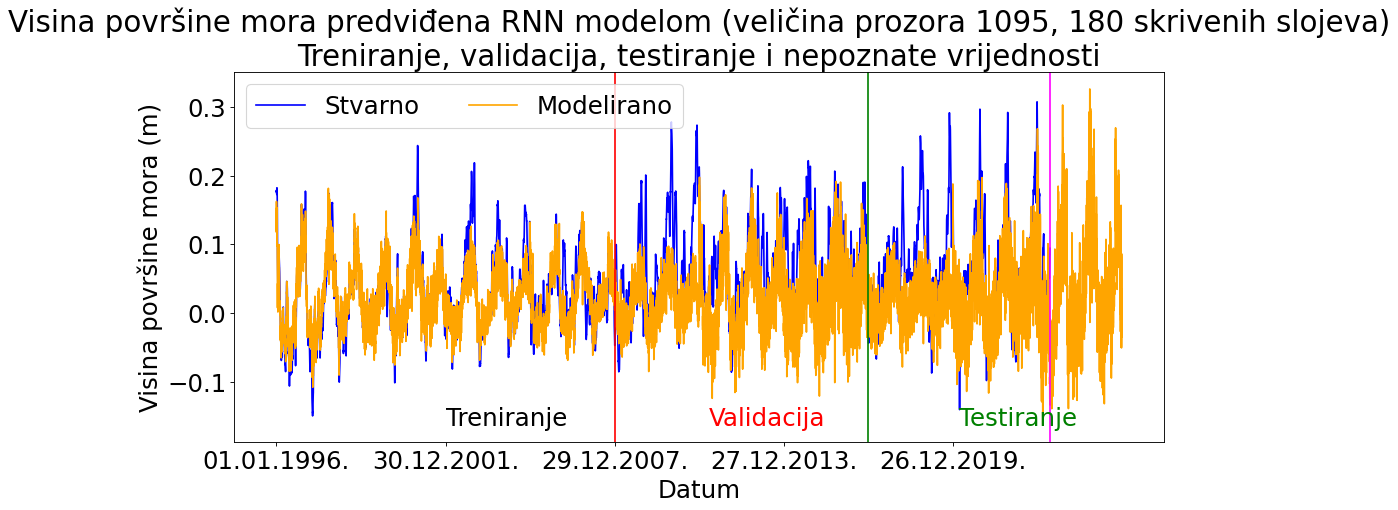 Visina površine mora predviđena RNN modelom (veličina prozora 1095, 180 skrivenih slojeva)
Treniranje, validacija, testiranje i nepoznate vrijednosti
Stvarno Modelirano
Visina površine mora (m)
0.3
0.2
0.1
0.0
−0.1
Treniranje Validacija Testiranje
01.01.1996. 30.12.2001. 29.12.2007. 27.12.2013. 26.12.2019.
Datum